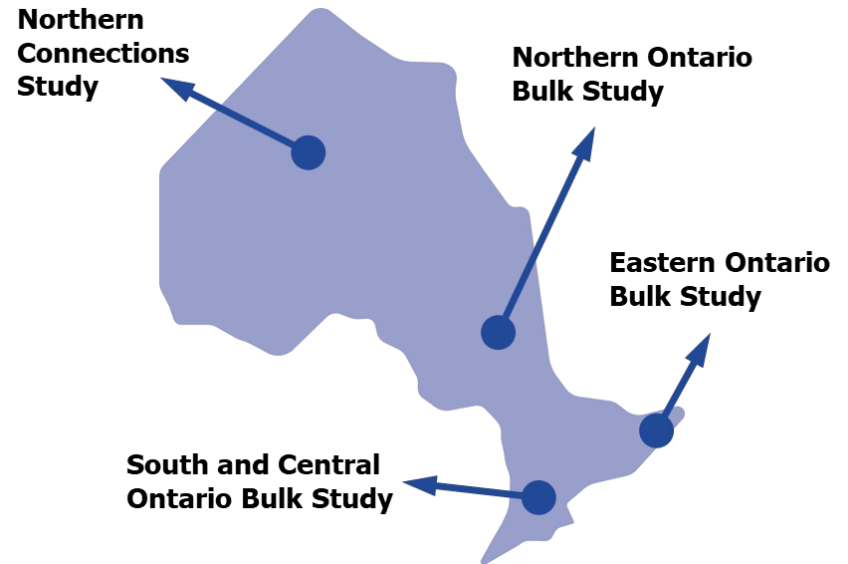 Northern
Connections
Study
Northern Ontario
Bulk Study
Eastern Ontario
Bulk Study
South and Central
Ontario Bulk Study